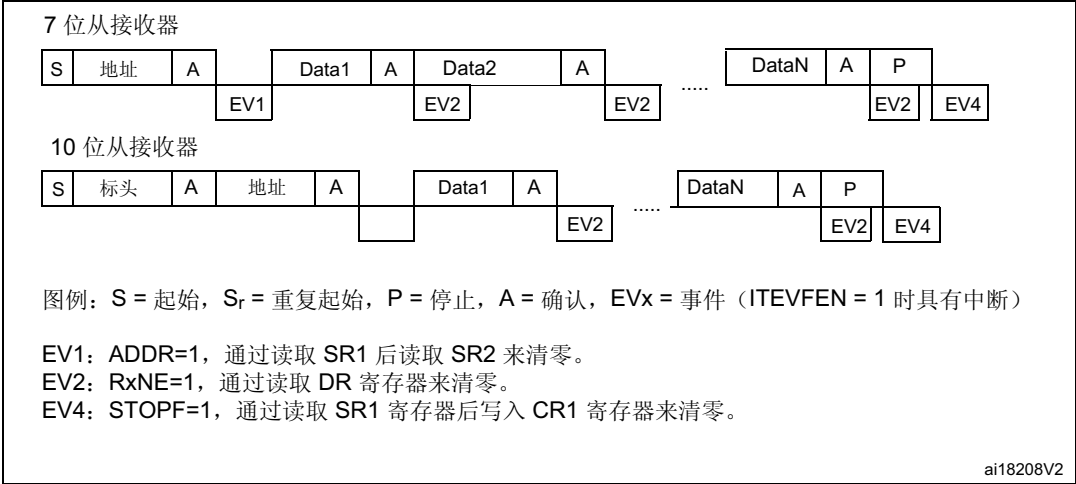 7 位从接收器
S 地址 A Data1 A Data2 A ..... DataN A P
EV1 EV2 EV2 EV2 EV4
10 位从接收器
S 标头 A 地址 A Data1 A ..... DataN A P
EV2 EV2 EV4
图例：S = 起始，Sr = 重复起始，P = 停止，A = 确认，EVx = 事件（ITEVFEN = 1 时具有中断）
EV1：ADDR=1，通过读取 SR1 后读取 SR2 来清零。
EV2：RxNE=1，通过读取 DR 寄存器来清零。
EV4：STOPF=1，通过读取 SR1 寄存器后写入 CR1 寄存器来清零。
ai18208V2